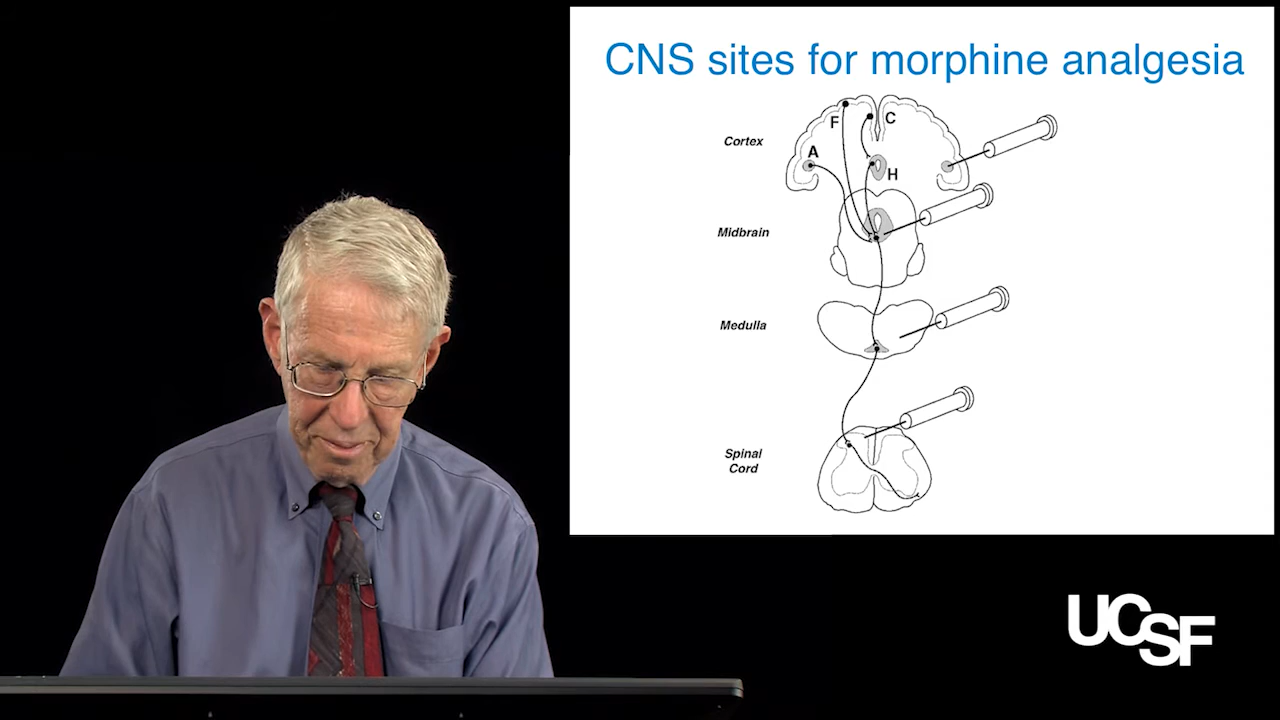 CNS sites for morphine analgesia
F
C
Cortex
A
H
Midbrain
Medulla
Spinal
Cord
UCSF